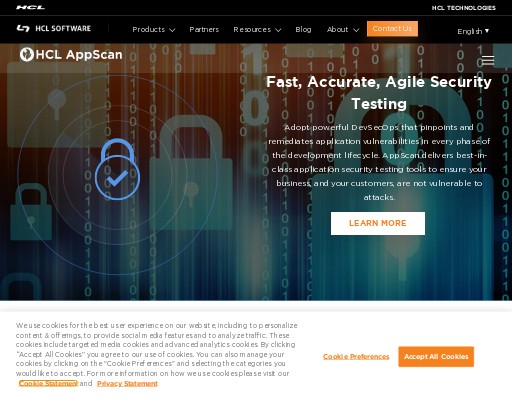 HCL
HCL TECHNOLOGIES
HCL SOFTWARE
Products
Partners
Resources
Blog
About
Contact Us
English ▾
HCL AppScan
Fast, Accurate, Agile Security
Testing
Adopt powerful DevSecOps that pinpoints and
remediates application vulnerabilities in every phase of
the development lifecycle. AppScan delivers best-in-
class application security testing tools to ensure your
business, and your customers, are not vulnerable to
attacks.
LEARN MORE
We use cookies for the best user experience on our website, including to personalize
content & offerings, to provide social media features and to analyze traffic. These
cookies include targeted media cookies and advanced analytics cookies. By clicking
"Accept All Cookies" you agree to our use of cookies. You can also manage your
cookies by clicking on the "Cookie Preferences" and selecting the categories you
would like to accept. For more information on how we use cookies please visit our
Cookie Statement and Privacy Statement
Cookie Preferences
Accept All Cookies